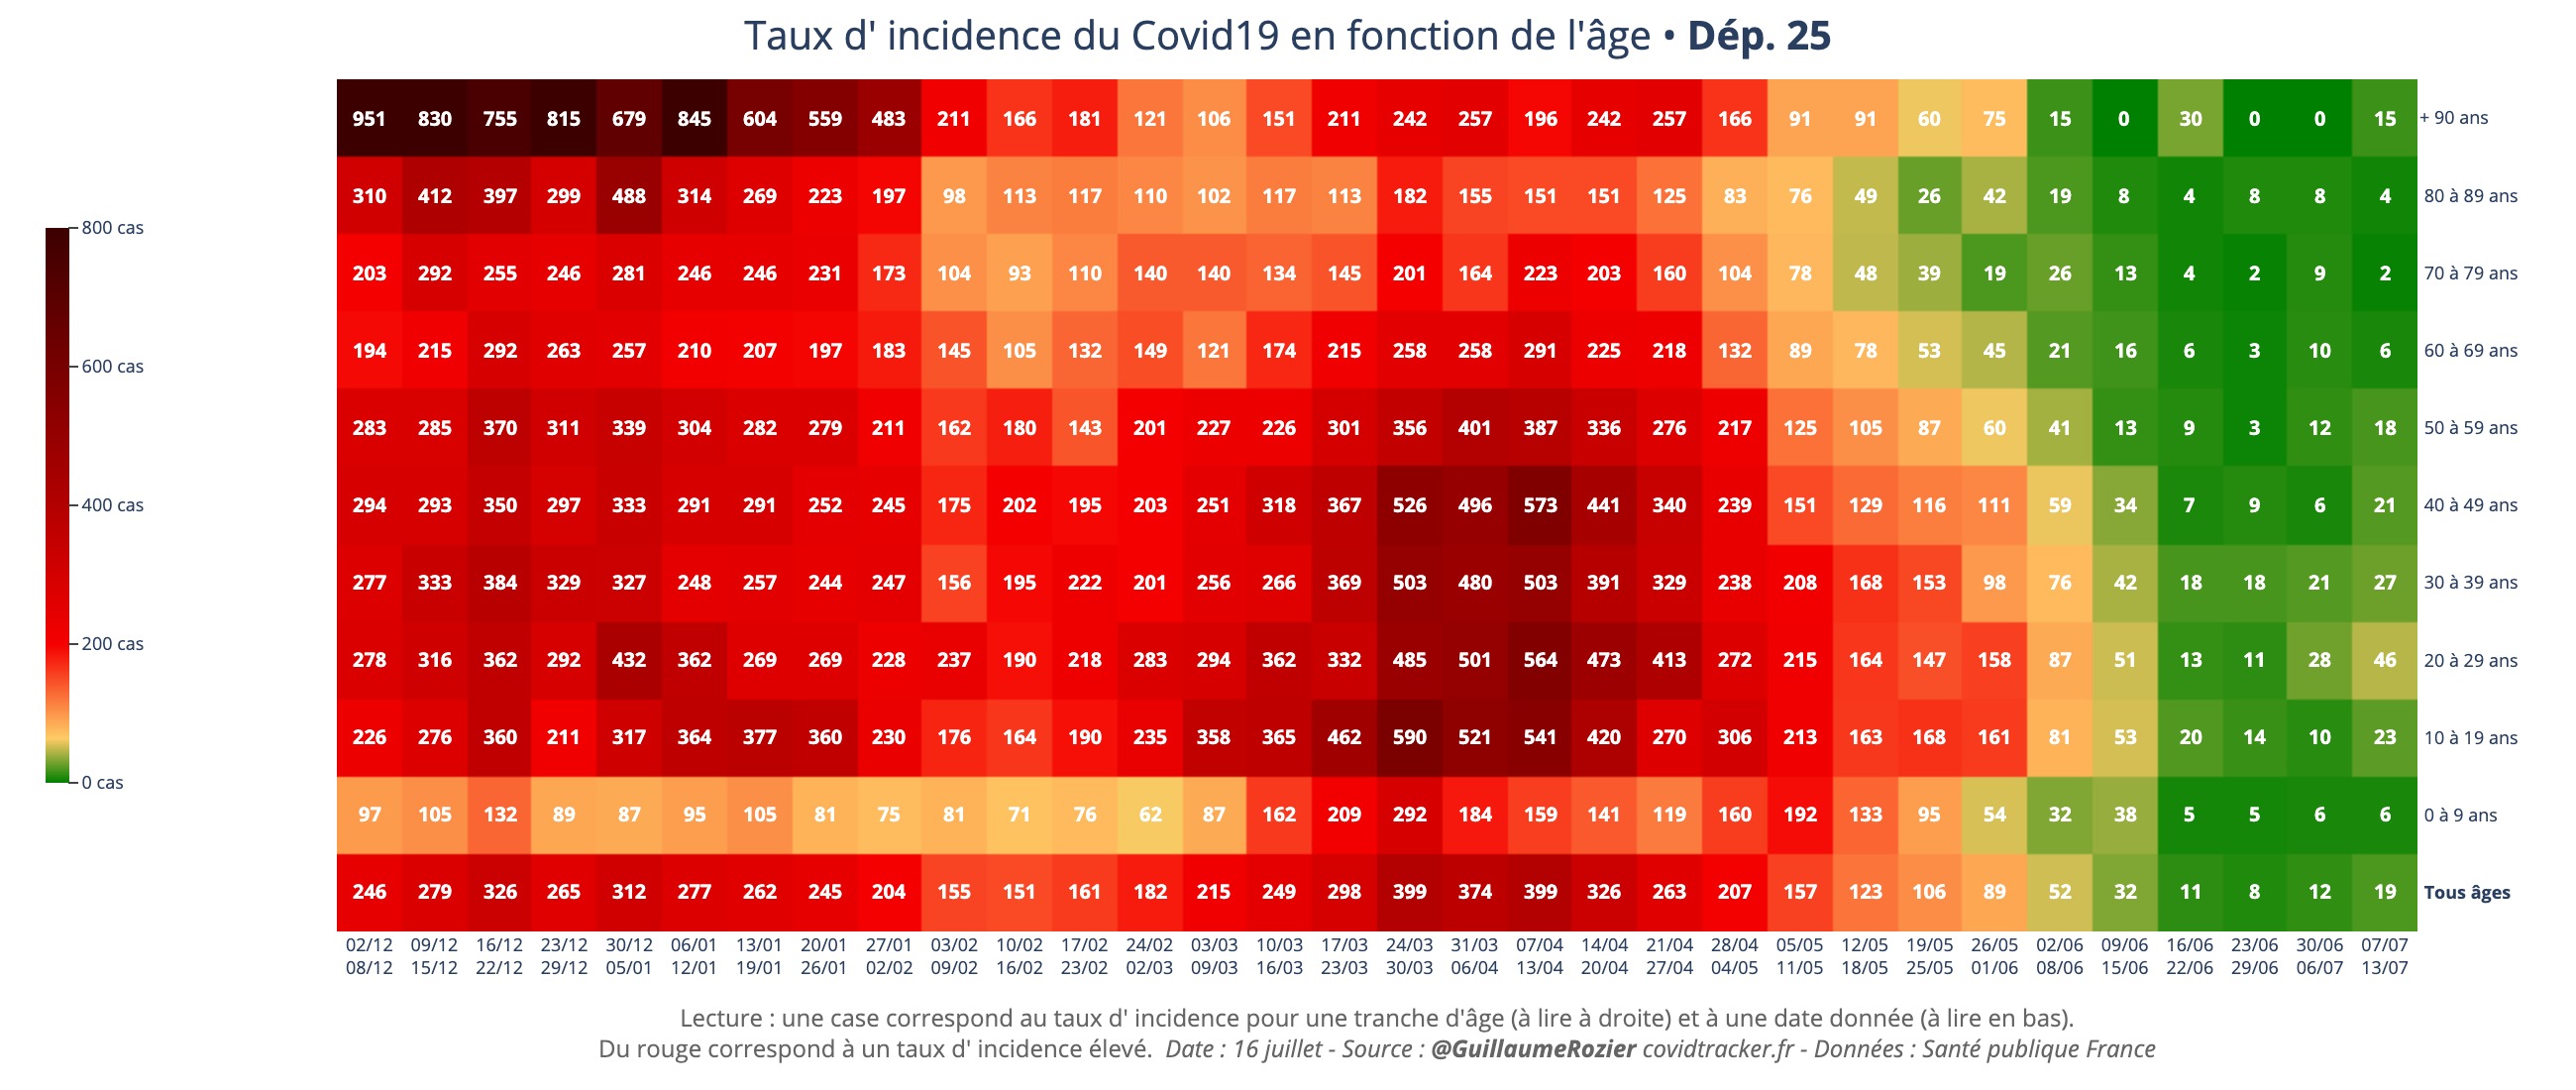 Taux d' incidence du Covid19 en fonction de l'âge • Dép. 25
951 830 755 815 679 845 604 559 483 211 166 181 121 106 151 211 242 257 196 242 257 166 91 91 60 75 15 0 30 0 0 15 + 90 ans
310 412 397 299 488 314 269 223 197 98 113 117 110 102 117 113 182 155 151 151 125 83 76 49 26 42 19 8 4 8 8 4 80 à 89 ans
800 cas
203 292 255 246 281 246 246 231 173 104 93 110 140 140 134 145 201 164 223 203 160 104 78 48 39 19 26 13 4 2 9 2 70 à 79 ans
194 215 292 263 257 210 207 197 183 145 105 132 149 121 174 215 258 258 291 225 218 132 89 78 53 45 21 16 6 3 10 6 60 à 69 ans
600 cas
283 285 370 311 339 304 282 279 211 162 180 143 201 227 226 301 356 401 387 336 276 217 125 105 87 60 41 13 9 3 12 18 50 à 59 ans
400 cas
294 293 350 297 333 291 291 252 245 175 202 195 203 251 318 367 526 496 573 441 340 239 151 129 116 111 59 34 7 9 6 21 40 à 49 ans
277 333 384 329 327 248 257 244 247 156 195 222 201 256 266 369 503 480 503 391 329 238 208 168 153 98 76 42 18 18 21 27 30 à 39 ans
200 cas
278 316 362 292 432 362 269 269 228 237 190 218 283 294 362 332 485 501 564 473 413 272 215 164 147 158 87 51 13 11 28 46 20 à 29 ans
226 276 360 211 317 364 377 360 230 176 164 190 235 358 365 462 590 521 541 420 270 306 213 163 168 161 81 53 20 14 10 23 10 à 19 ans
0 cas
97 105 132 89 87 95 105 81 75 81 71 76 62 87 162 209 292 184 159 141 119 160 192 133 95 54 32 38 5 5 6 6 0 à 9 ans
246 279 326 265 312 277 262 245 204 155 151 161 182 215 249 298 399 374 399 326 263 207 157 123 106 89 52 32 11 8 12 19 Tous âges
02/12 09/12 16/12 23/12 30/12 06/01 13/01 20/01 27/01 03/02 10/02 17/02 24/02 03/03 10/03 17/03 24/03 31/03 07/04 14/04 21/04 28/04 05/05 12/05 19/05 26/05 02/06 09/06 16/06 23/06 30/06 07/07
08/12 15/12 22/12 29/12 05/01 12/01 19/01 26/01 02/02 09/02 16/02 23/02 02/03 09/03 16/03 23/03 30/03 06/04 13/04 20/04 27/04 04/05 11/05 18/05 25/05 01/06 08/06 15/06 22/06 29/06 06/07 13/07
Lecture : une case correspond au taux d' incidence pour une tranche d'âge (à lire à droite) et à une date donnée (à lire en bas).
Du rouge correspond à un taux d' incidence élevé. Date : 16 juillet - Source : @GuillaumeRozier covidtracker.fr - Données : Santé publique France